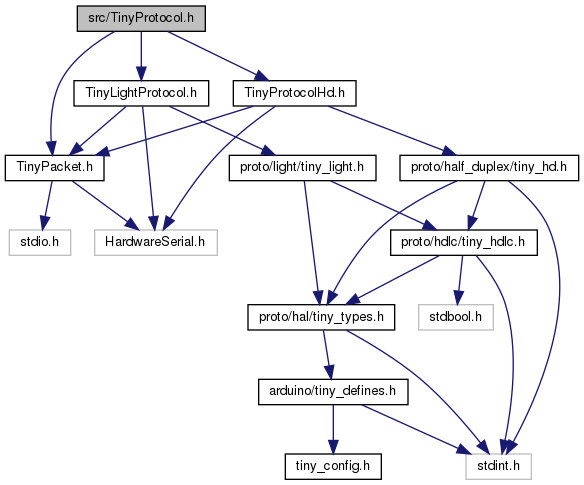 src/TinyProtocol.h
TinyLightProtocol.h
TinyProtocolHd.h
TinyPacket.h
proto/light/tiny_light.h
proto/half_duplex/tiny_hd.h
stdio.h
HardwareSerial.h
proto/hdlc/tiny_hdlc.h
proto/hal/tiny_types.h
stdbool.h
arduino/tiny_defines.h
tiny_config.h
stdint.h